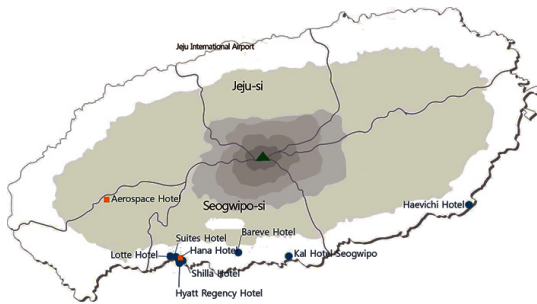 Jeju International Airport
Jeju-si
Aerospace Hotel
Seogwipo-si
Haevichi Hotel
Bareve Hotel
Suites Hotel
Hana Hotel
Lotte Hotel
Kal Hotel Seogwipo
Shilla Hotel
Hyatt Regency Hotel